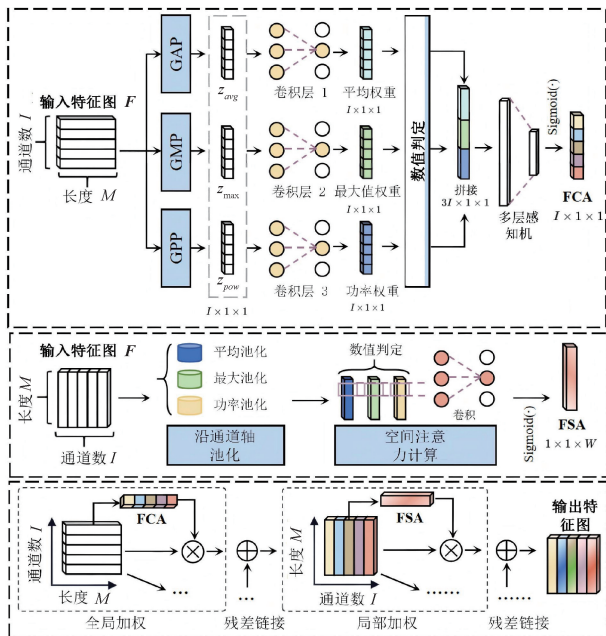 输入特征图 F
通道数 I
长度 M
GAP
GMP
GPP
z_avg
z_max
z_pow
I×1×1
卷积层 1
卷积层 2
卷积层 3
平均权重
I×1×1
最大值权重
I×1×1
功率权重
I×1×1
数值判定
拼接
3I×1×1
多层感
知机
Sigmoid(·)
FCA
I×1×1
输入特征图 F
长度 M
通道数 I
平均池化
最大池化
功率池化
沿通道轴
池化
数值判定
卷积
空间注意
力计算
Sigmoid(·)
FSA
1×1×W
通道数 I
长度 M
FCA
……
全局加权
……
残差链接
长度 M
通道数 I
FSA
……
局部加权
……
残差链接
输出特
征图